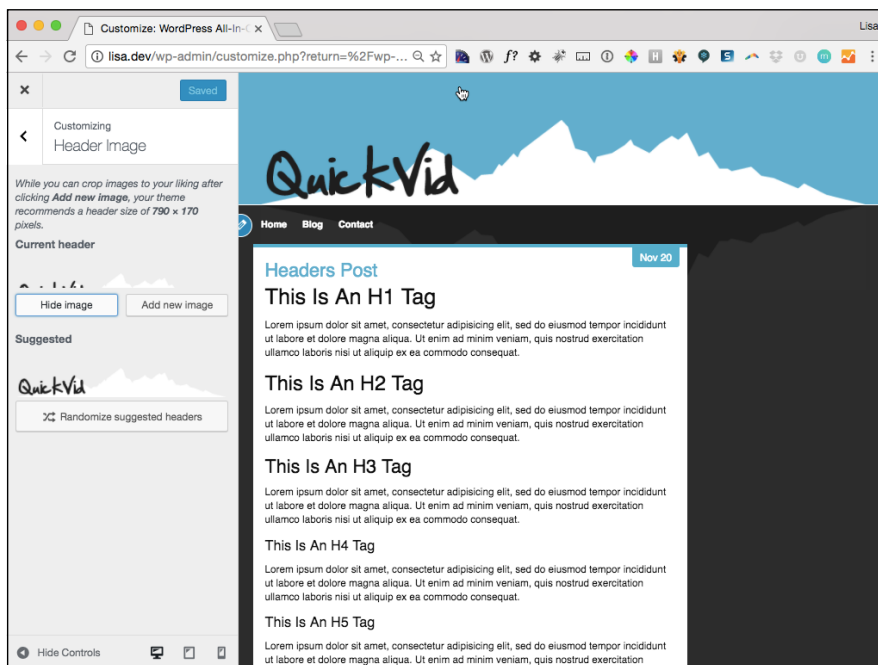 Customize: WordPress All-In-
Lisa
lisa.dev/wp-admin/customize.php?return=%2Fwp-...
f?
H
S
m
Saved
Customizing
Header Image
While you can crop images to your liking after
clicking Add new image, your theme
recommends a header size of 790 × 170
pixels.
Current header
Hide image
Add new image
Suggested
QuickVid
Randomize suggested headers
Hide Controls
QuickVid
Home Blog Contact
Nov 20
Headers Post
This Is An H1 Tag
Lorem ipsum dolor sit amet, consectetur adipisicing elit, sed do eiusmod tempor incididunt
ut labore et dolore magna aliqua. Ut enim ad minim veniam, quis nostrud exercitation
ullamco laboris nisi ut aliquip ex ea commodo consequat.
This Is An H2 Tag
Lorem ipsum dolor sit amet, consectetur adipisicing elit, sed do eiusmod tempor incididunt
ut labore et dolore magna aliqua. Ut enim ad minim veniam, quis nostrud exercitation
ullamco laboris nisi ut aliquip ex ea commodo consequat.
This Is An H3 Tag
Lorem ipsum dolor sit amet, consectetur adipisicing elit, sed do eiusmod tempor incididunt
ut labore et dolore magna aliqua. Ut enim ad minim veniam, quis nostrud exercitation
ullamco laboris nisi ut aliquip ex ea commodo consequat.
This Is An H4 Tag
Lorem ipsum dolor sit amet, consectetur adipisicing elit, sed do eiusmod tempor incididunt
ut labore et dolore magna aliqua. Ut enim ad minim veniam, quis nostrud exercitation
ullamco laboris nisi ut aliquip ex ea commodo consequat.
This Is An H5 Tag
Lorem ipsum dolor sit amet, consectetur adipisicing elit, sed do eiusmod tempor incididunt
ut labore et dolore magna aliqua. Ut enim ad minim veniam, quis nostrud exercitation